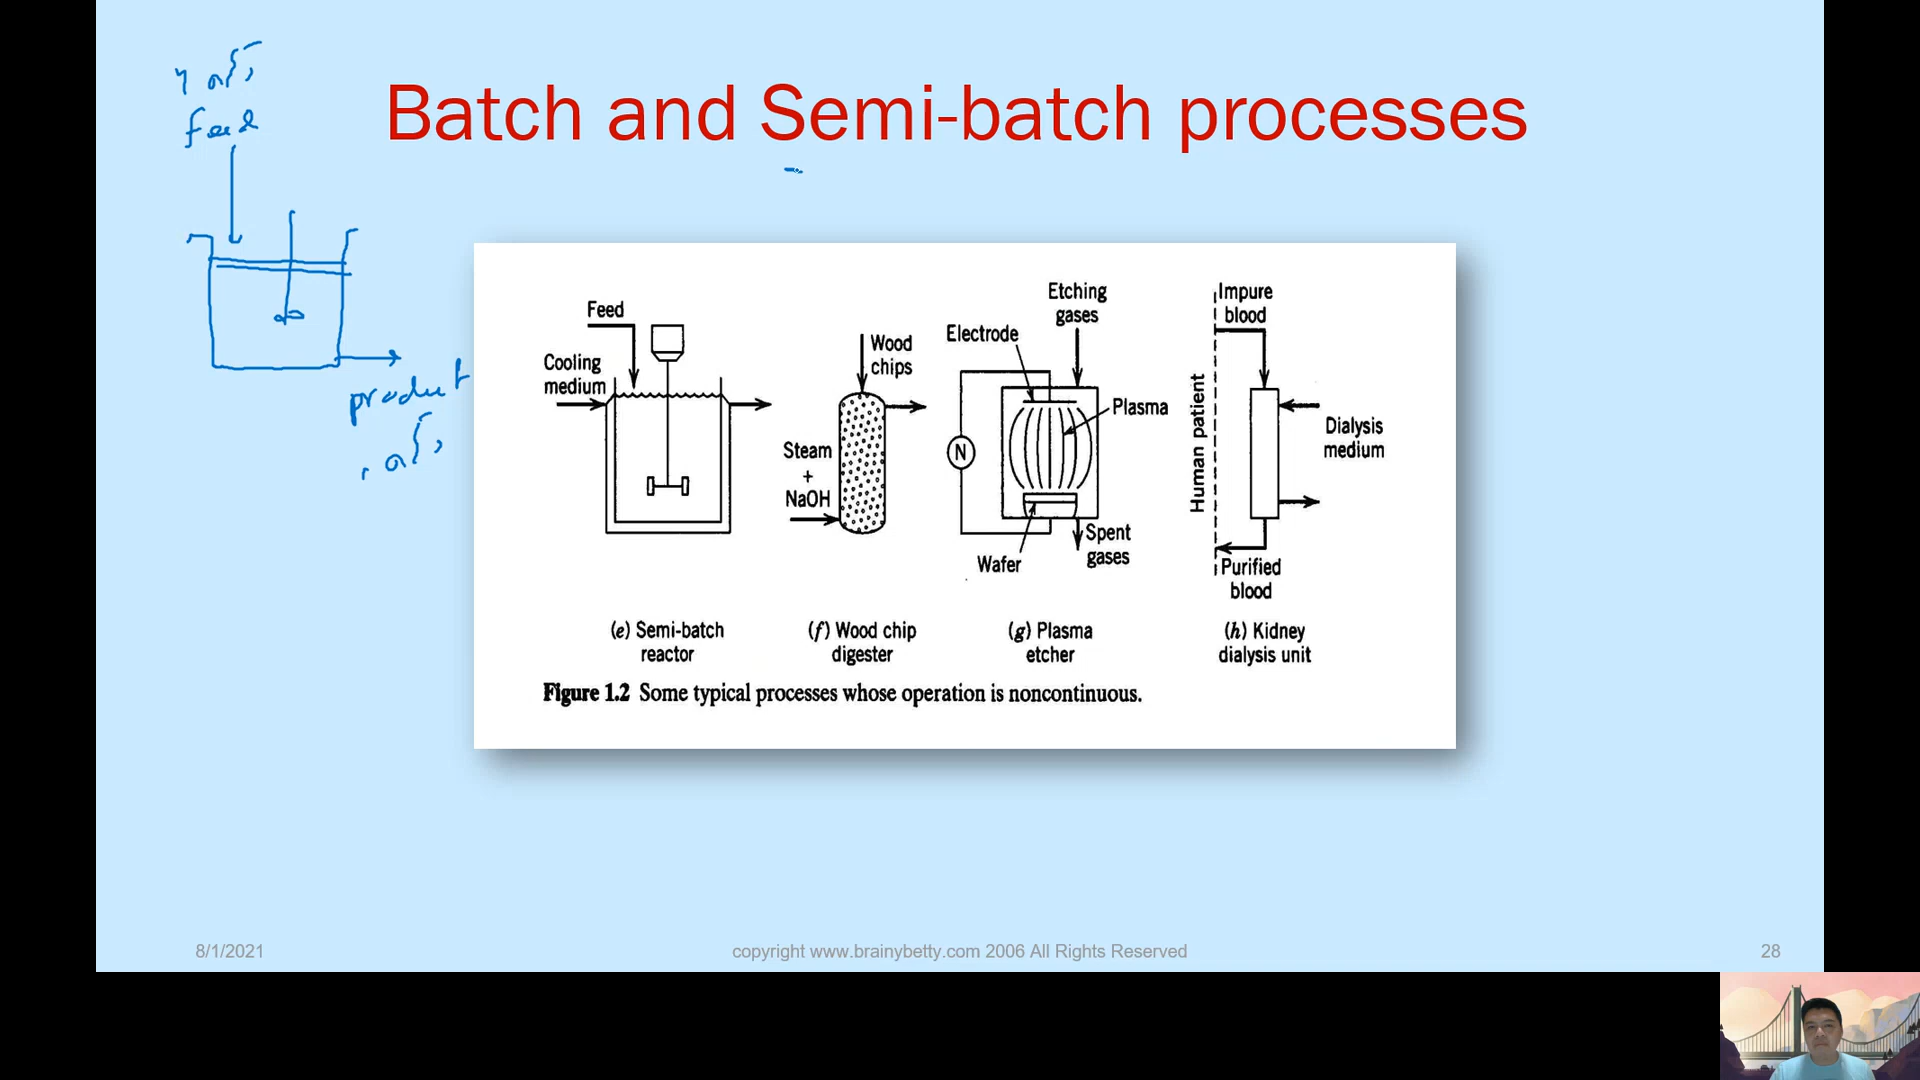 feed
product
Batch and Semi-batch processes
Feed
Cooling
medium
Wood
chips
Steam
+
NaOH
Etching
gases
Electrode
Plasma
N
Wafer
Spent
gases
Impure
blood
Human patient
Dialysis
medium
Purified
blood
(e) Semi-batch
reactor
(f) Wood chip
digester
(g) Plasma
etcher
(h) Kidney
dialysis unit
Figure 1.2 Some typical processes whose operation is noncontinuous.
8/1/2021
copyright www.brainybetty.com 2006 All Rights Reserved
28